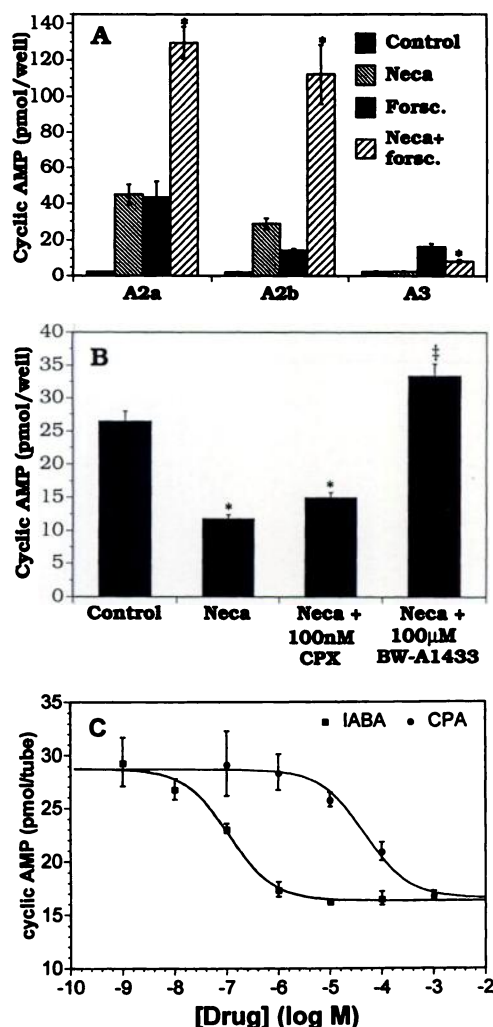 A
Cyclic AMP (pmol/well)
140
120
100
80
60
40
20
0
Control
Neca
Forsc.
Neca+
forsc.
*
*
*
A2a
A2b
A3
B
Cyclic AMP (pmol/well)
40
35
30
25
20
15
10
5
0
*
*
‡
Control
Neca
Neca +
100nM
CPX
Neca +
100µM
BW-A1433
C
IABA
CPA
cyclic AMP (pmol/tube)
35
30
25
20
15
10
-10
-9
-8
-7
-6
-5
-4
-3
-2
[Drug] (log M)